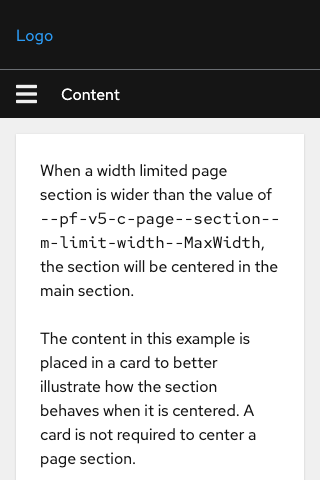 Logo
Content
When a width limited page
section is wider than the value of
--pf-v5-c-page--section--
m-limit-width--MaxWidth,
the section will be centered in the
main section.
The content in this example is
placed in a card to better
illustrate how the section
behaves when it is centered. A
card is not required to center a
page section.